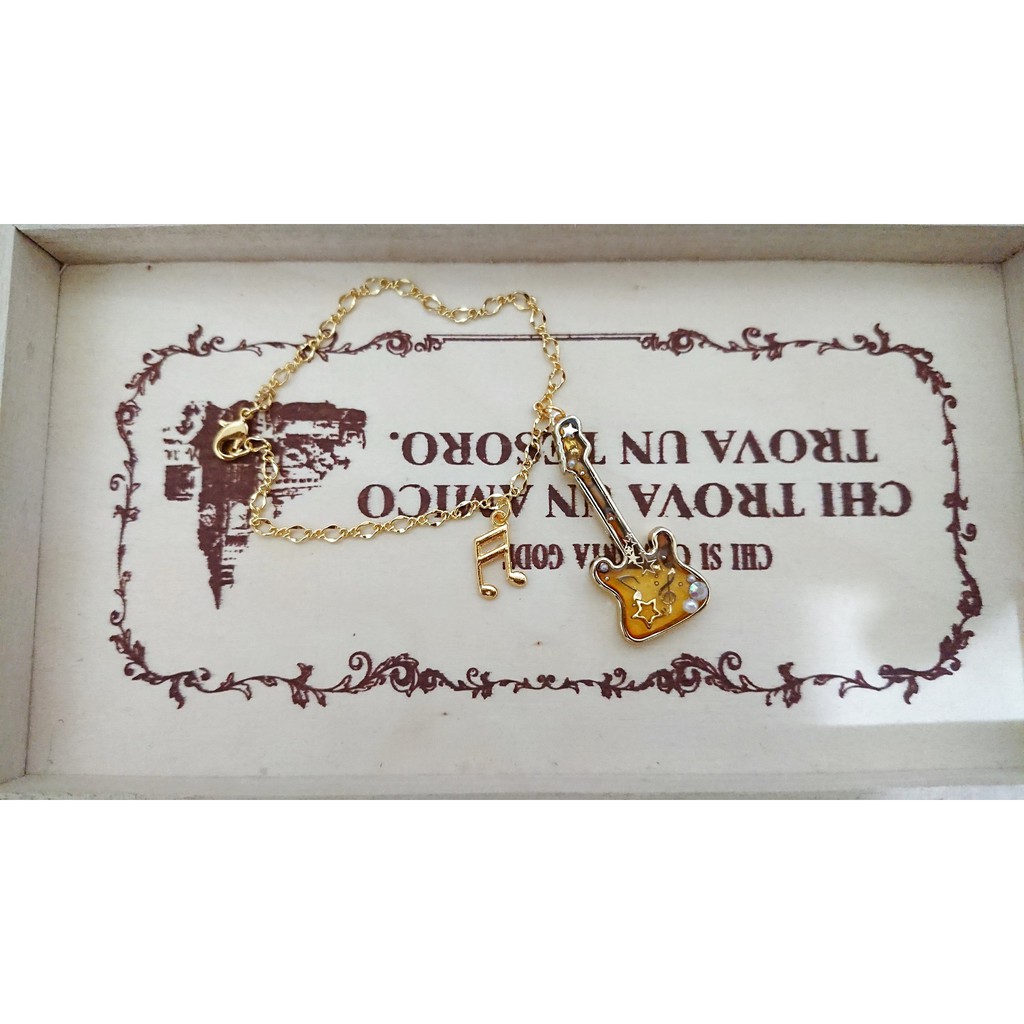 CHI SI
CHI TROVA UN AMICO
TROVA UN TESORO.